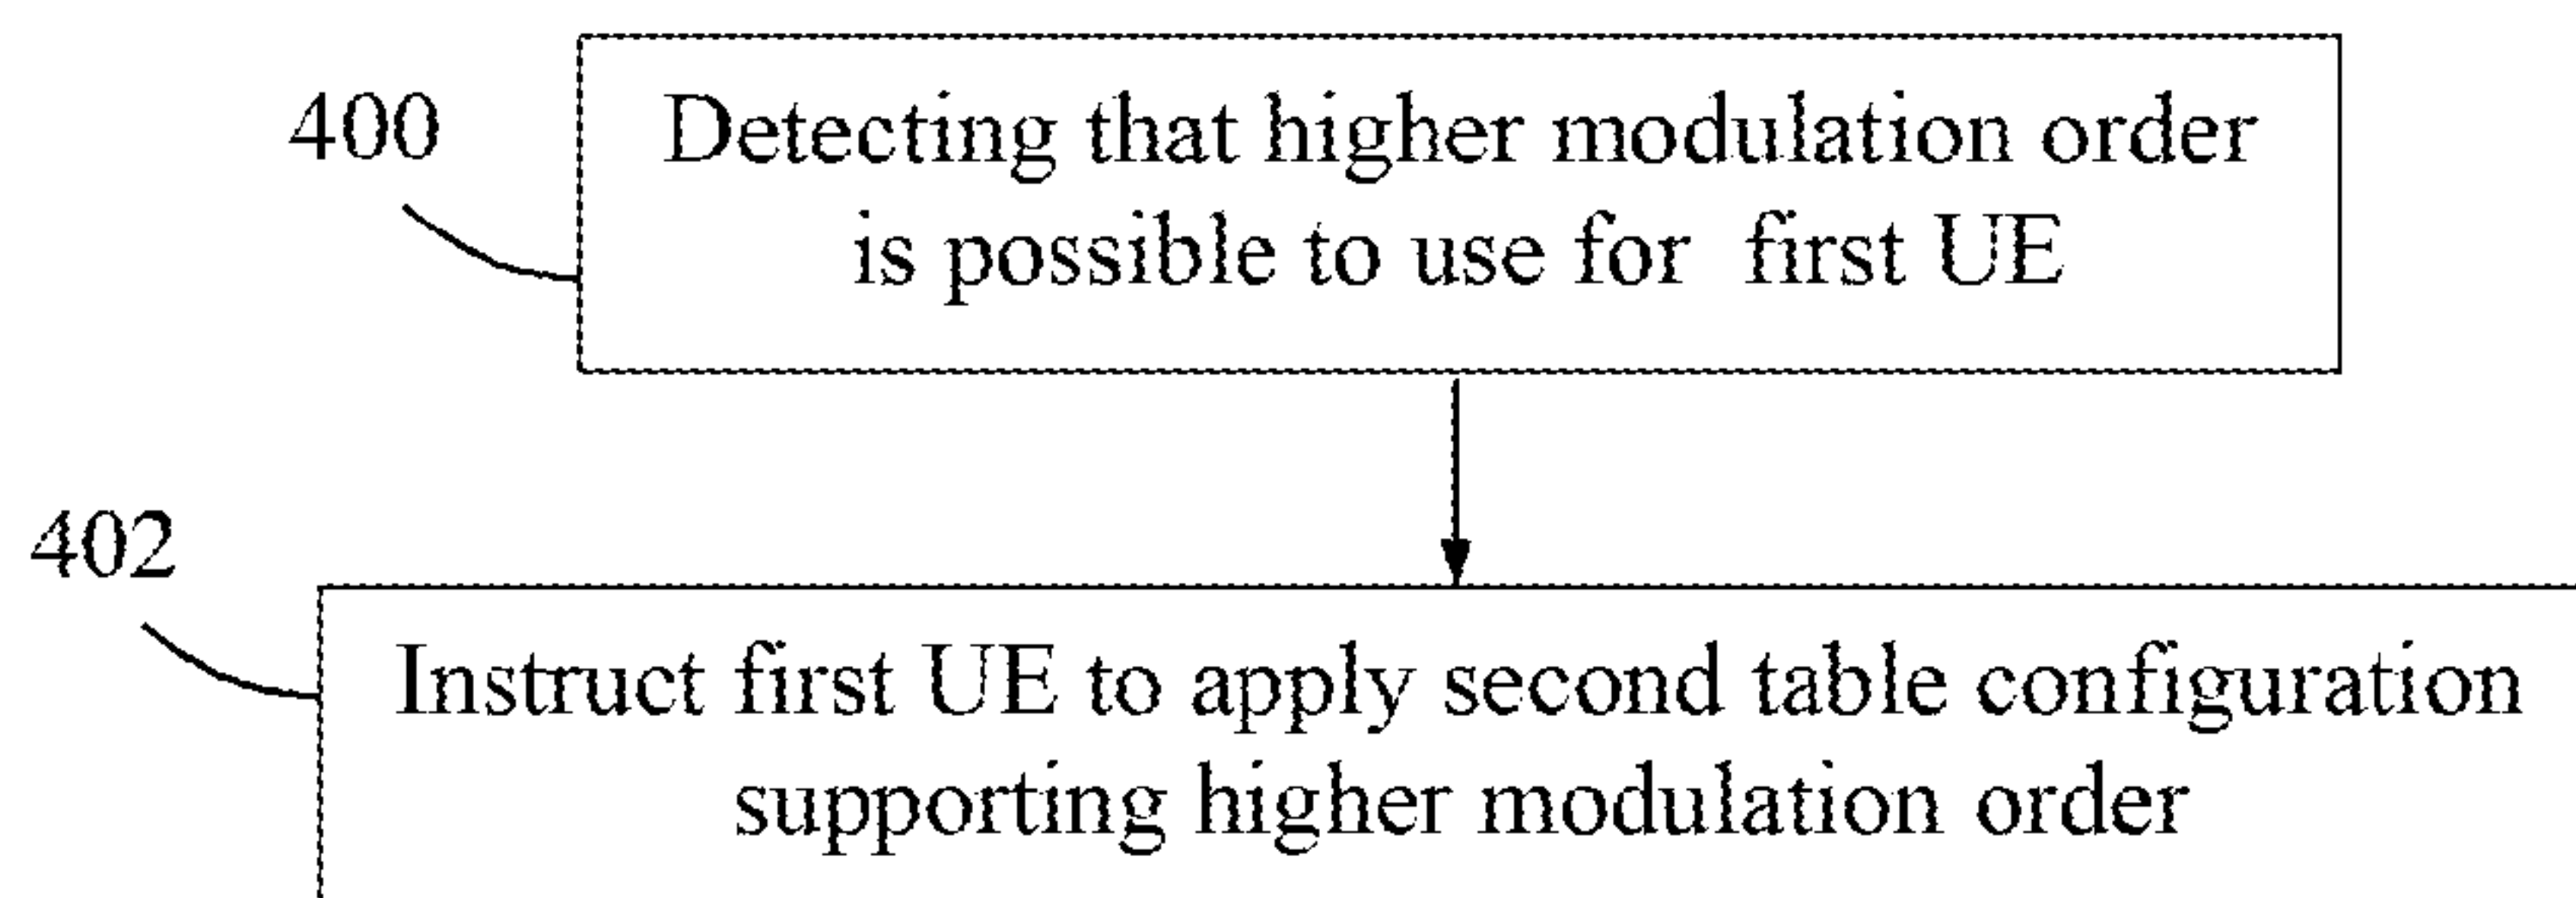 400
Detecting that higher modulation order
is possible to use for first UE
402
Instruct first UE to apply second table configuration
supporting higher modulation order